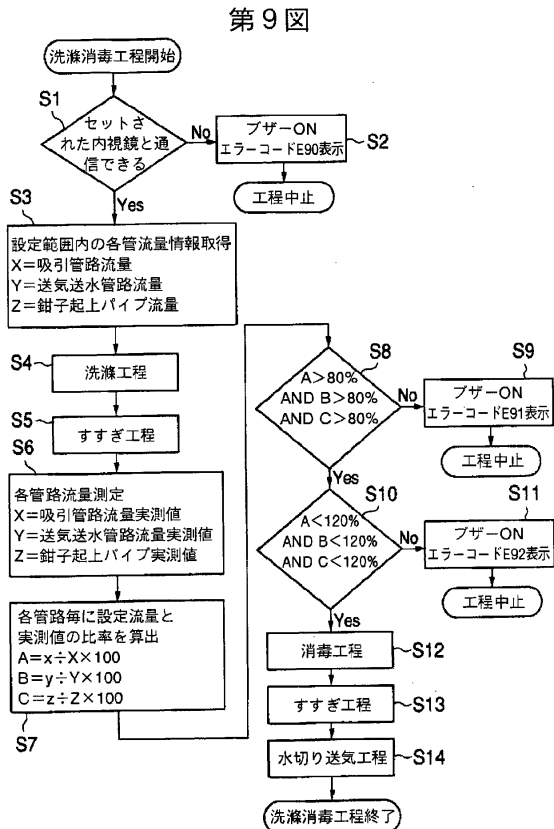 第9図
洗滌消毒工程開始
S1
セットさ
れた内視鏡と通
信できる
No
ブザーON
エラーコードE90表示
S2
工程中止
Yes
S3
設定範囲内の各管流量情報取得
X=吸引管路流量
Y=送気送水管路流量
Z=鉗子起上パイプ流量
S4
洗滌工程
S5
すすぎ工程
S6
各管路流量測定
X=吸引管路流量実測値
Y=送気送水管路流量実測値
Z=鉗子起上パイプ実測値
各管路毎に設定流量と
実測値の比率を算出
A=x÷X×100
B=y÷Y×100
C=z÷Z×100
S7
S8
A>80%
AND B>80%
AND C>80%
No
S9
ブザーON
エラーコードE91表示
工程中止
Yes
S10
A<120%
AND B<120%
AND C<120%
No
S11
ブザーON
エラーコードE92表示
工程中止
Yes
消毒工程
S12
すすぎ工程
S13
水切り送気工程
S14
洗滌消毒工程終了